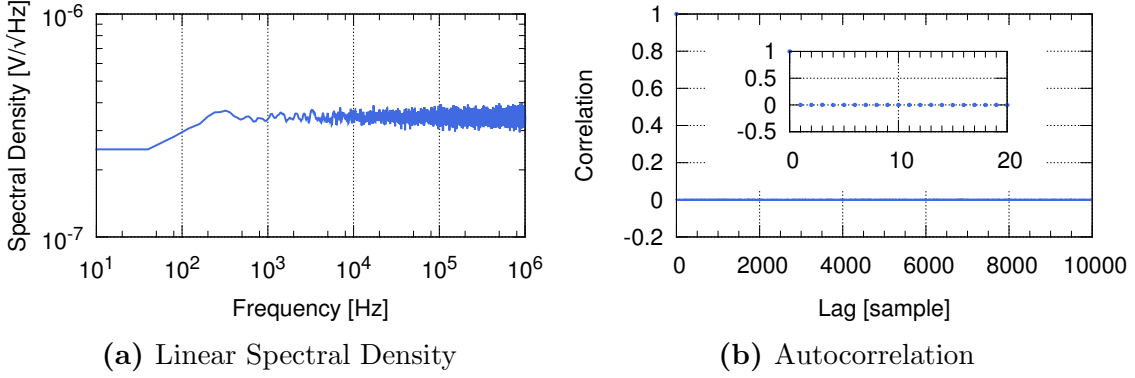 Spectral Density [V/√Hz]
10^-6
10^-7
10^1 10^2 10^3 10^4 10^5 10^6
Frequency [Hz]
(a) Linear Spectral Density
Correlation
1
0.8
0.6
0.4
0.2
0
-0.2
1
0.5
0
-0.5
0 10 20
0 2000 4000 6000 8000 10000
Lag [sample]
(b) Autocorrelation